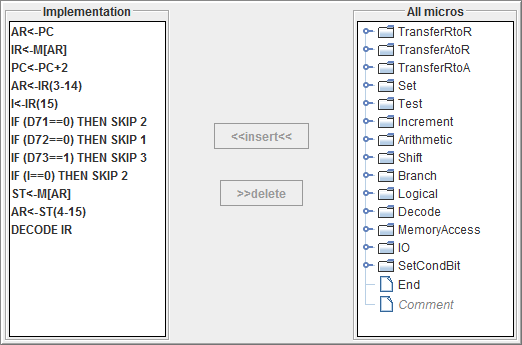 Implementation
AR<-PC
IR<-M[AR]
PC<-PC+2
AR<-IR(3-14)
I<-IR(15)
IF (D71==0) THEN SKIP 2
IF (D72==0) THEN SKIP 1
IF (D73==1) THEN SKIP 3
IF (I==0) THEN SKIP 2
ST<-M[AR]
AR<-ST(4-15)
DECODE IR
<<insert<<
>>delete
All micros
TransferRtoR
TransferAtoR
TransferRtoA
Set
Test
Increment
Arithmetic
Shift
Branch
Logical
Decode
MemoryAccess
IO
SetCondBit
End
Comment